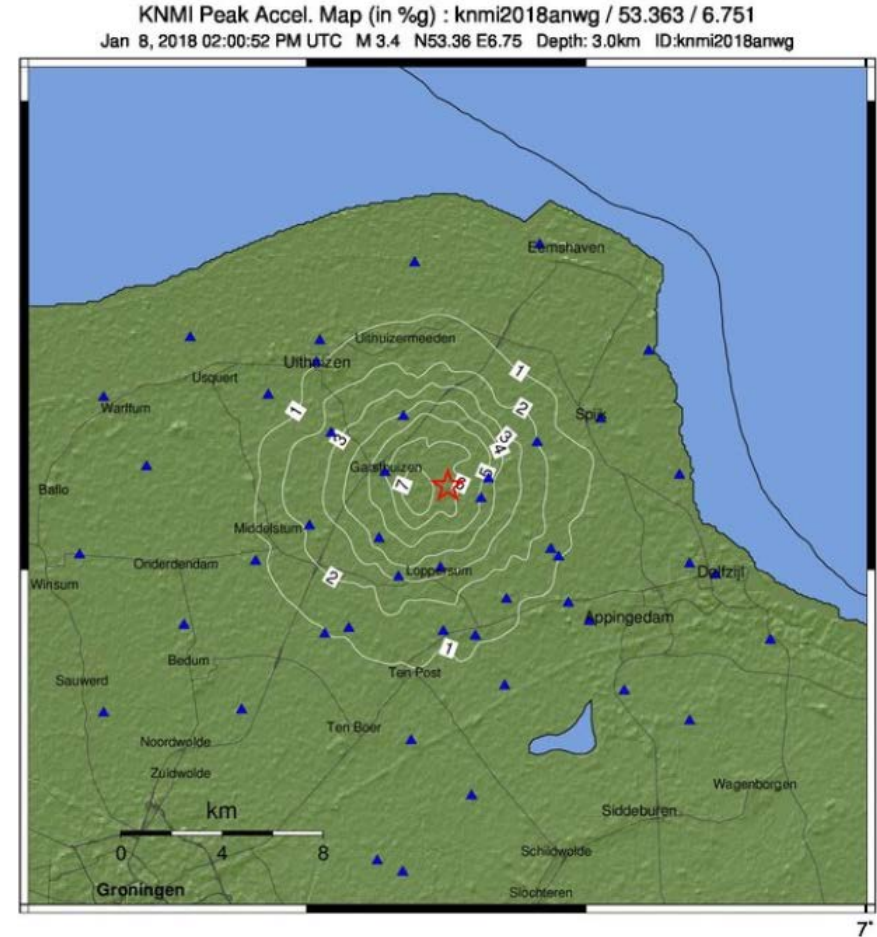 KNMI Peak Accel. Map (in %g) : knmi2018anwg / 53.363 / 6.751
Jan 8, 2018 02:00:52 PM UTC M 3.4 N53.36 E6.75 Depth: 3.0km ID:knmi2018anwg
Eemshaven
Uithuizermeeden
Uithuizen
1
Usquert
Warffum
1
2
Spijk
3
3
4
Garsthuizen
5
6
7
Baflo
Middelstum
Onderdendam
Loppersum
2
Delfzijl
Winsum
Appingedam
1
Bedum
Ten Post
Sauwerd
Ten Boer
Noordwolde
Zuidwolde
Wagenborgen
km
Siddeburen
0 4 8
Schildwolde
Groningen
Slochteren
7°